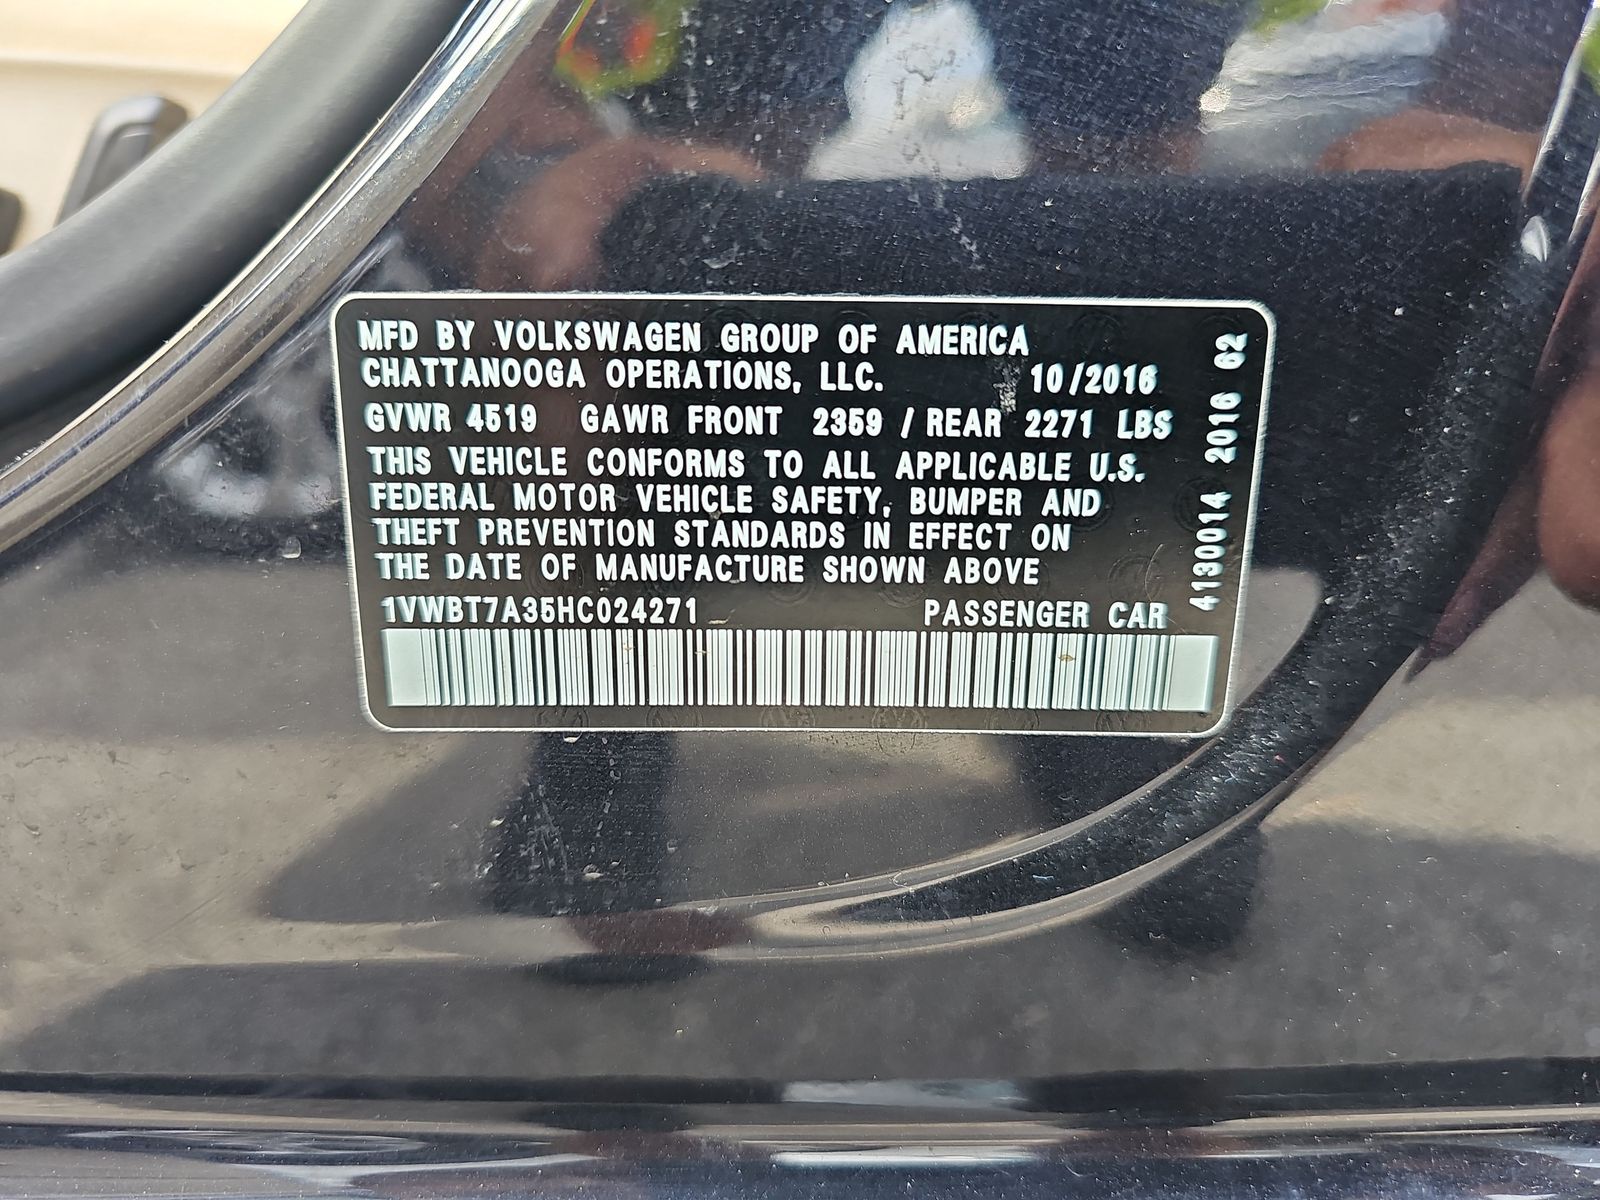 MFD BY VOLKSWAGEN GROUP OF AMERICA
CHATTANOOGA OPERATIONS, LLC. 10/2016
GVWR 4519 GAWR FRONT 2359 / REAR 2271 LBS
THIS VEHICLE CONFORMS TO ALL APPLICABLE U.S.
FEDERAL MOTOR VEHICLE SAFETY, BUMPER AND
THEFT PREVENTION STANDARDS IN EFFECT ON
THE DATE OF MANUFACTURE SHOWN ABOVE
1VWBT7A35HC024271 PASSENGER CAR
4130014 2016 62